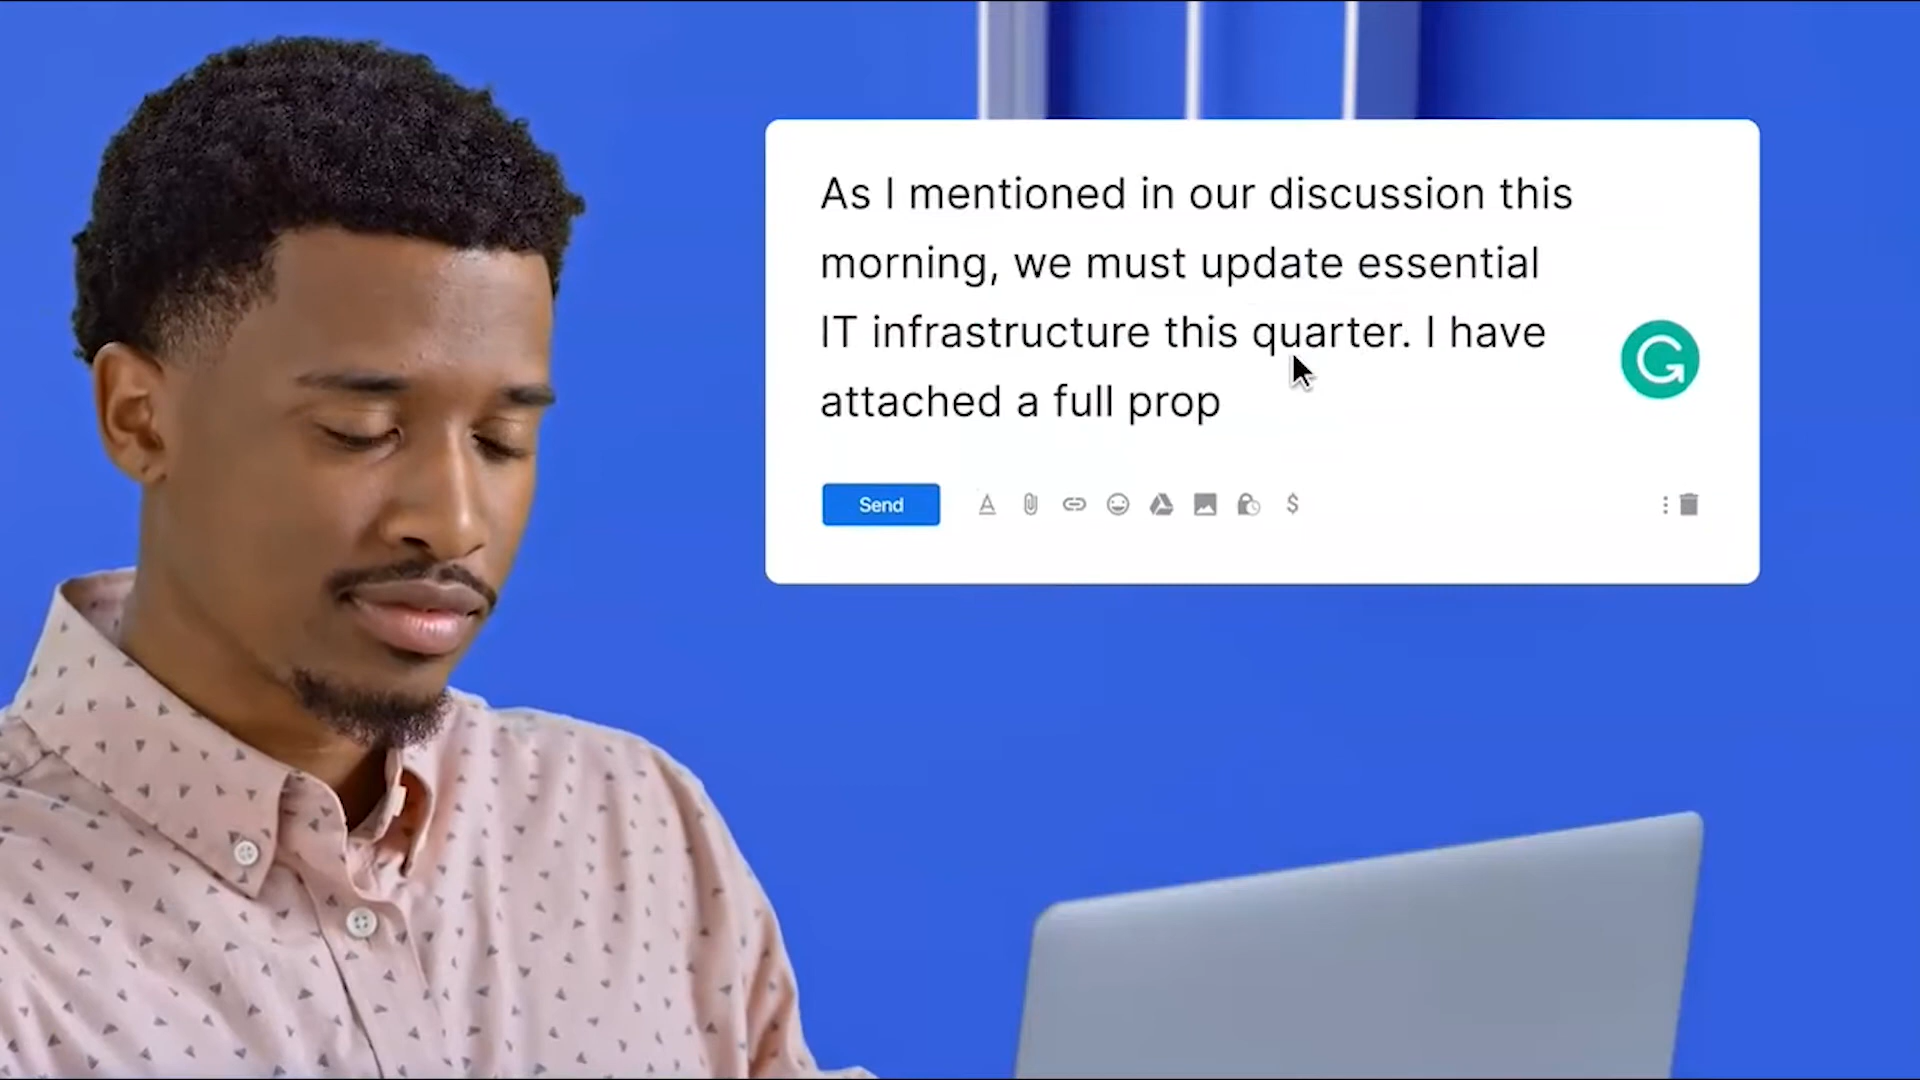 As I mentioned in our discussion this
morning, we must update essential
IT infrastructure this quarter. I have
attached a full prop
Send